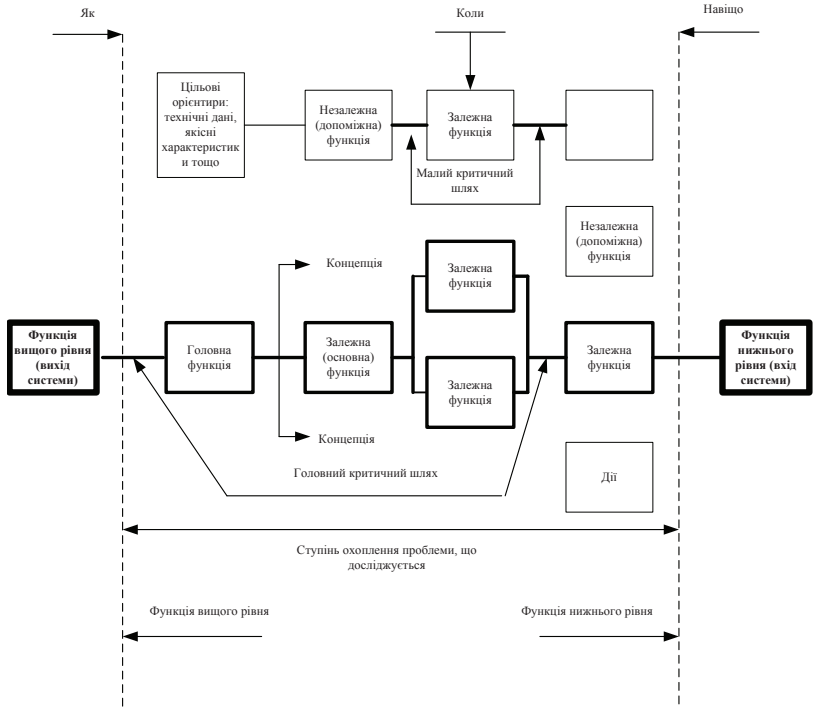 Як
Коли
Навіщо
Цільові
орієнтири:
технічні дані,
якісні
характеристик
и тощо
Незалежна
(допоміжна)
функція
Залежна
функція
Малий критичний
шлях
Незалежна
(допоміжна)
функція
Концепція
Залежна
функція
Функція
вищого рівня
(вихід
системи)
Головна
функція
Залежна
(основна)
функція
Залежна
функція
Залежна
функція
Функція
нижнього
рівня (вхід
системи)
Концепція
Головний критичний шлях
Дії
Ступінь охоплення проблеми, що
досліджується
Функція вищого рівня
Функція нижнього рівня